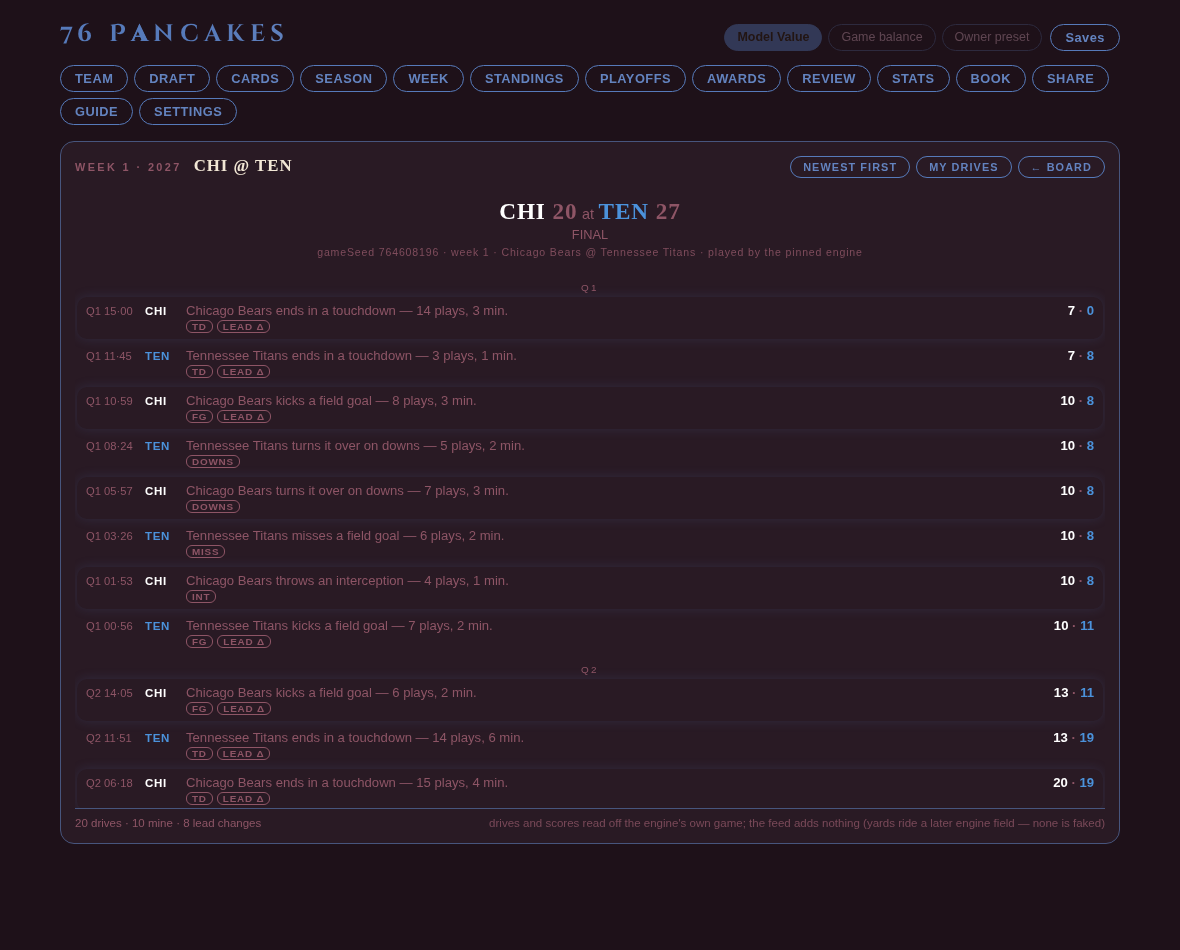 76 PANCAKES
Model Value Game balance Owner preset Saves
TEAM DRAFT CARDS SEASON WEEK STANDINGS PLAYOFFS AWARDS REVIEW STATS BOOK SHARE
GUIDE SETTINGS
WEEK 1 · 2027 CHI @ TEN NEWEST FIRST MY DRIVES ← BOARD
CHI 20 at TEN 27
FINAL
gameSeed 764608196 · week 1 · Chicago Bears @ Tennessee Titans · played by the pinned engine
Q1
Q1 15·00 CHI Chicago Bears ends in a touchdown — 14 plays, 3 min. 7 · 0
TD LEAD Δ
Q1 11·45 TEN Tennessee Titans ends in a touchdown — 3 plays, 1 min. 7 · 8
TD LEAD Δ
Q1 10·59 CHI Chicago Bears kicks a field goal — 8 plays, 3 min. 10 · 8
FG LEAD Δ
Q1 08·24 TEN Tennessee Titans turns it over on downs — 5 plays, 2 min. 10 · 8
DOWNS
Q1 05·57 CHI Chicago Bears turns it over on downs — 7 plays, 3 min. 10 · 8
DOWNS
Q1 03·26 TEN Tennessee Titans misses a field goal — 6 plays, 2 min. 10 · 8
MISS
Q1 01·53 CHI Chicago Bears throws an interception — 4 plays, 1 min. 10 · 8
INT
Q1 00·56 TEN Tennessee Titans kicks a field goal — 7 plays, 2 min. 10 · 11
FG LEAD Δ
Q2
Q2 14·05 CHI Chicago Bears kicks a field goal — 6 plays, 2 min. 13 · 11
FG LEAD Δ
Q2 11·51 TEN Tennessee Titans ends in a touchdown — 14 plays, 6 min. 13 · 19
TD LEAD Δ
Q2 06·18 CHI Chicago Bears ends in a touchdown — 15 plays, 4 min. 20 · 19
TD LEAD Δ
20 drives · 10 mine · 8 lead changes drives and scores read off the engine's own game; the feed adds nothing (yards ride a later engine field — none is faked)